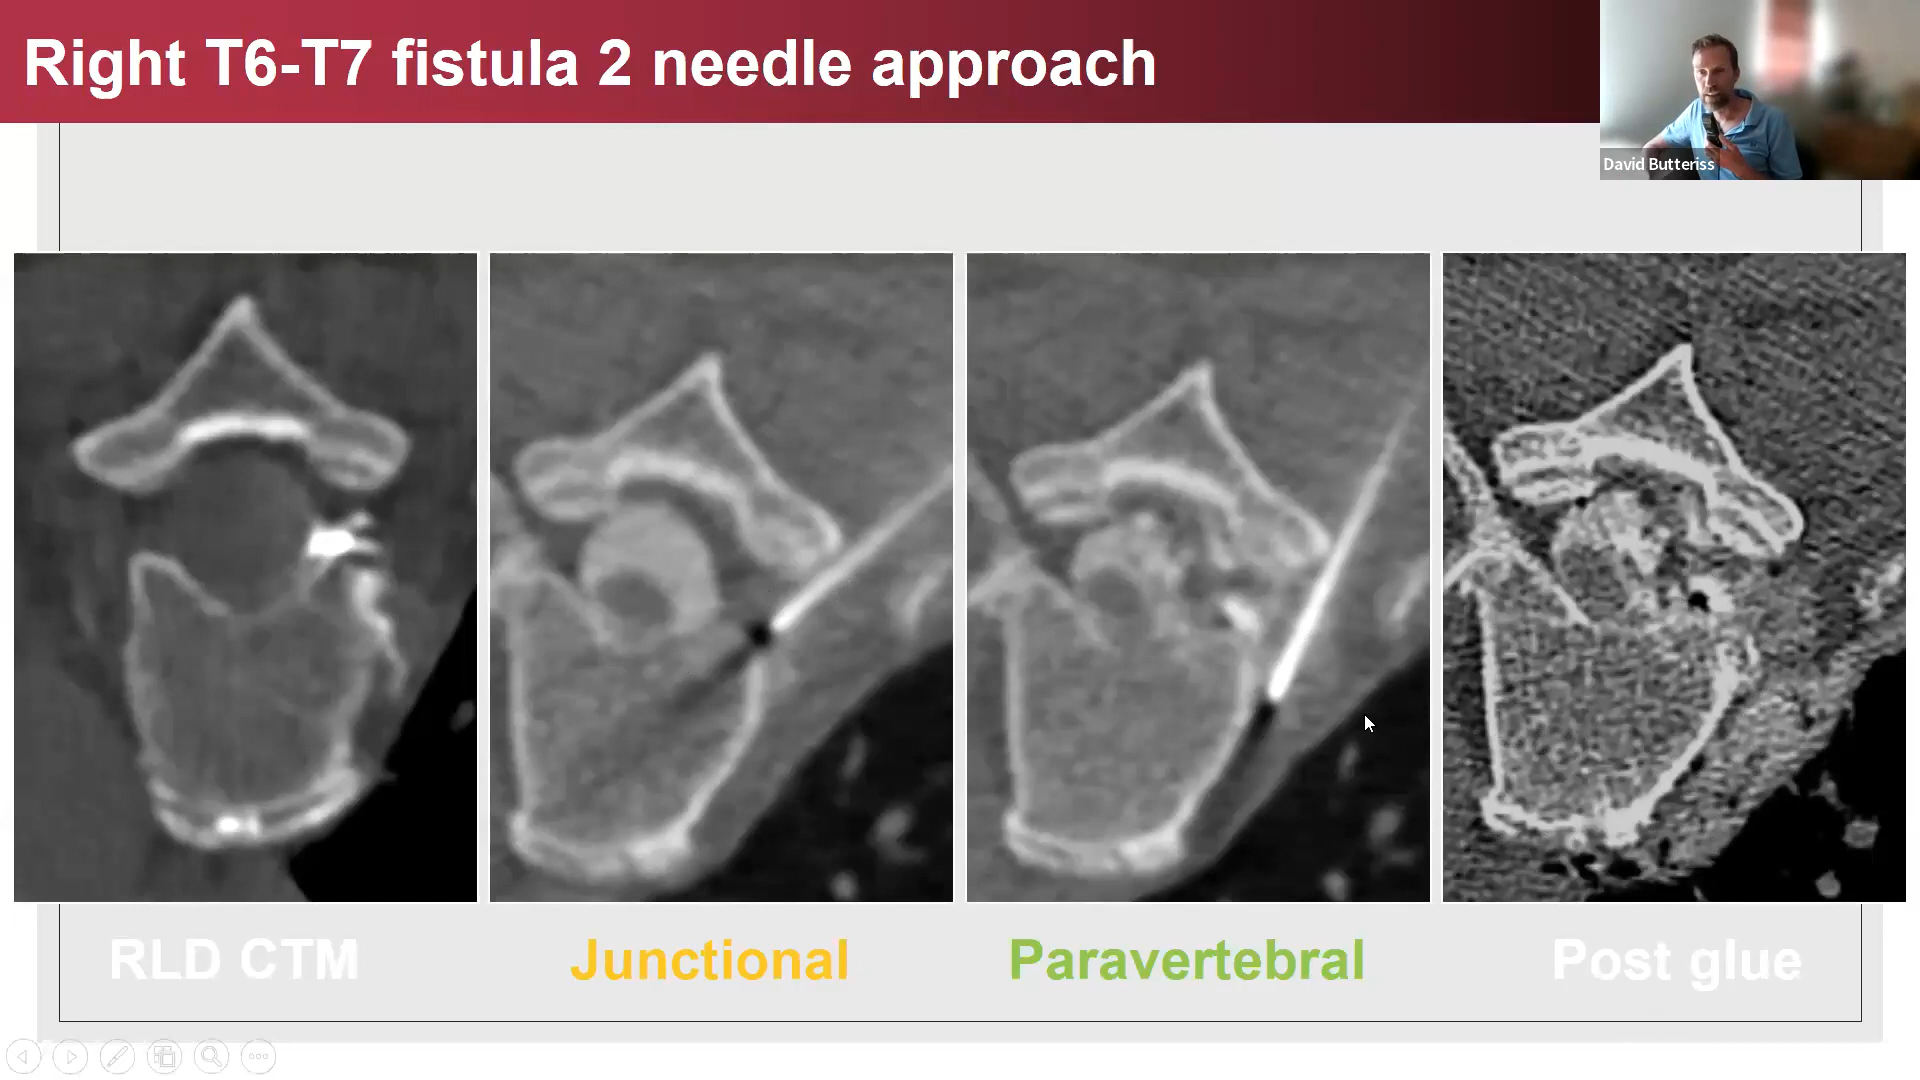 Right T6-T7 fistula 2 needle approach
David Butteriss
RLD CTM
Junctional
Paravertebral
Post glue